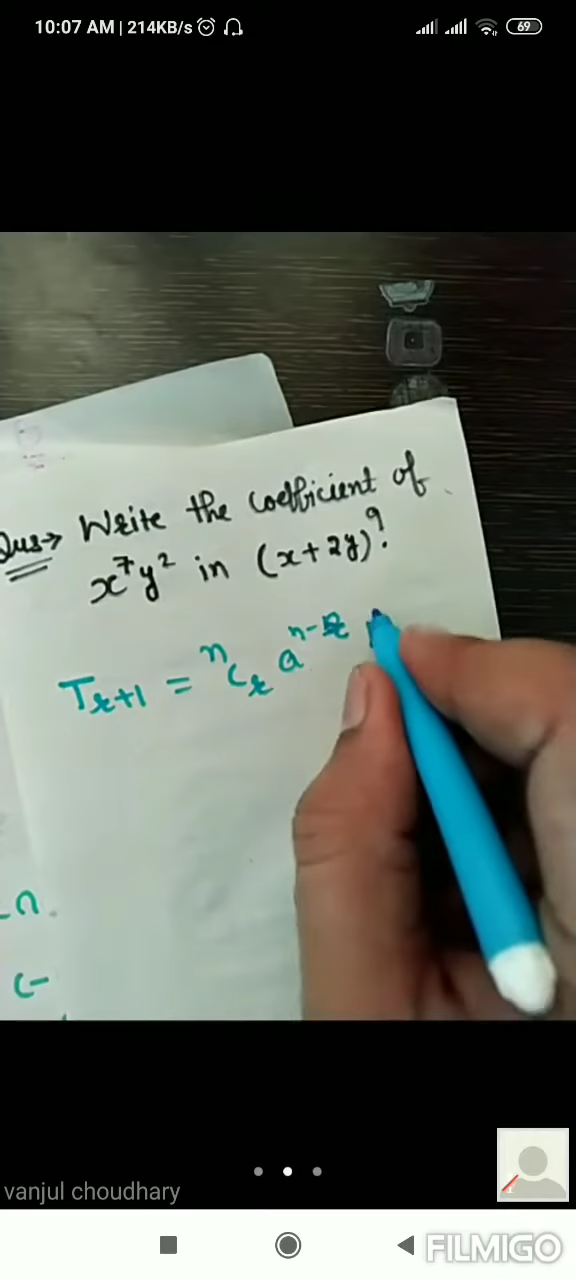 10:07 AM | 214KB/s
69
Ques→ Write the coefficient of
x⁷y² in (x+2y)⁹?
Tr+1 = ⁿCr aⁿ⁻ʳ
vanjul choudhary
FILMIGO